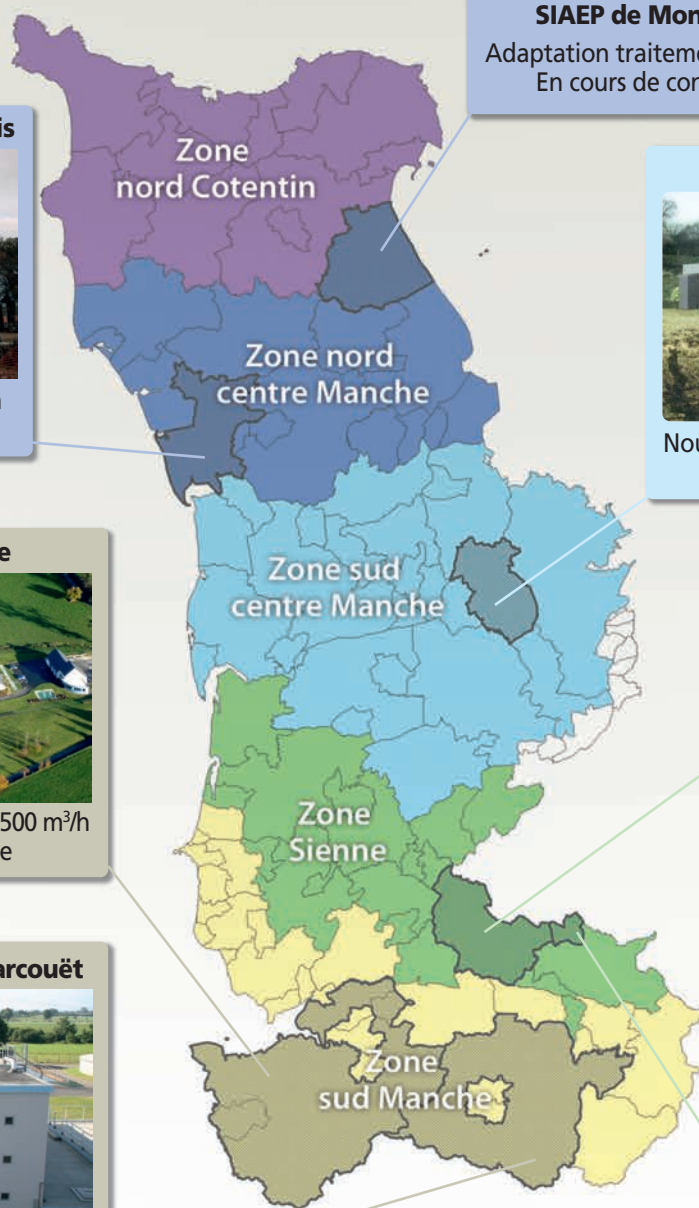 SIAEP de Mon
Adaptation traiteme
En cours de con
is
Zone
nord Cotentin
Zone nord
centre Manche
Nou
e
Zone sud
centre Manche
500 m³/h
e
Zone
Sienne
arcouët
Zone
sud Manche